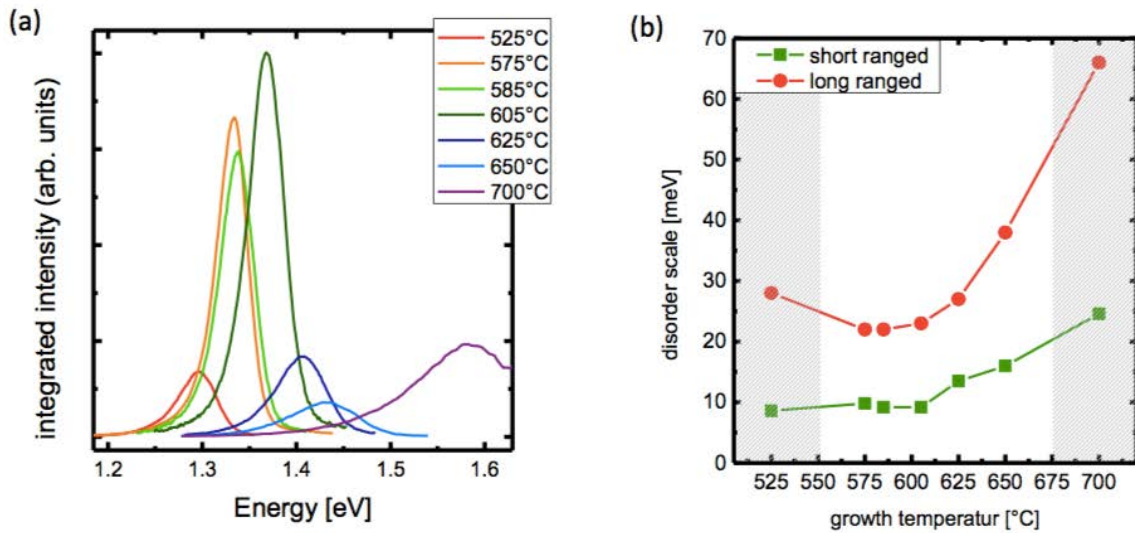 (a)
integrated intensity (arb. units)
525°C
575°C
585°C
605°C
625°C
650°C
700°C
1.2 1.3 1.4 1.5 1.6
Energy [eV]
(b)
disorder scale [meV]
70
60
50
40
30
20
10
0
short ranged
long ranged
525 550 575 600 625 650 675 700
growth temperatur [°C]